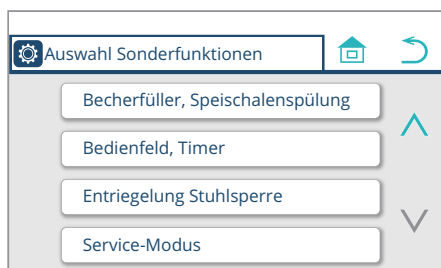 Auswahl Sonderfunktionen
Becherfüller, Speischalenspülung
Bedienfeld, Timer
Entriegelung Stuhlsperre
Service-Modus